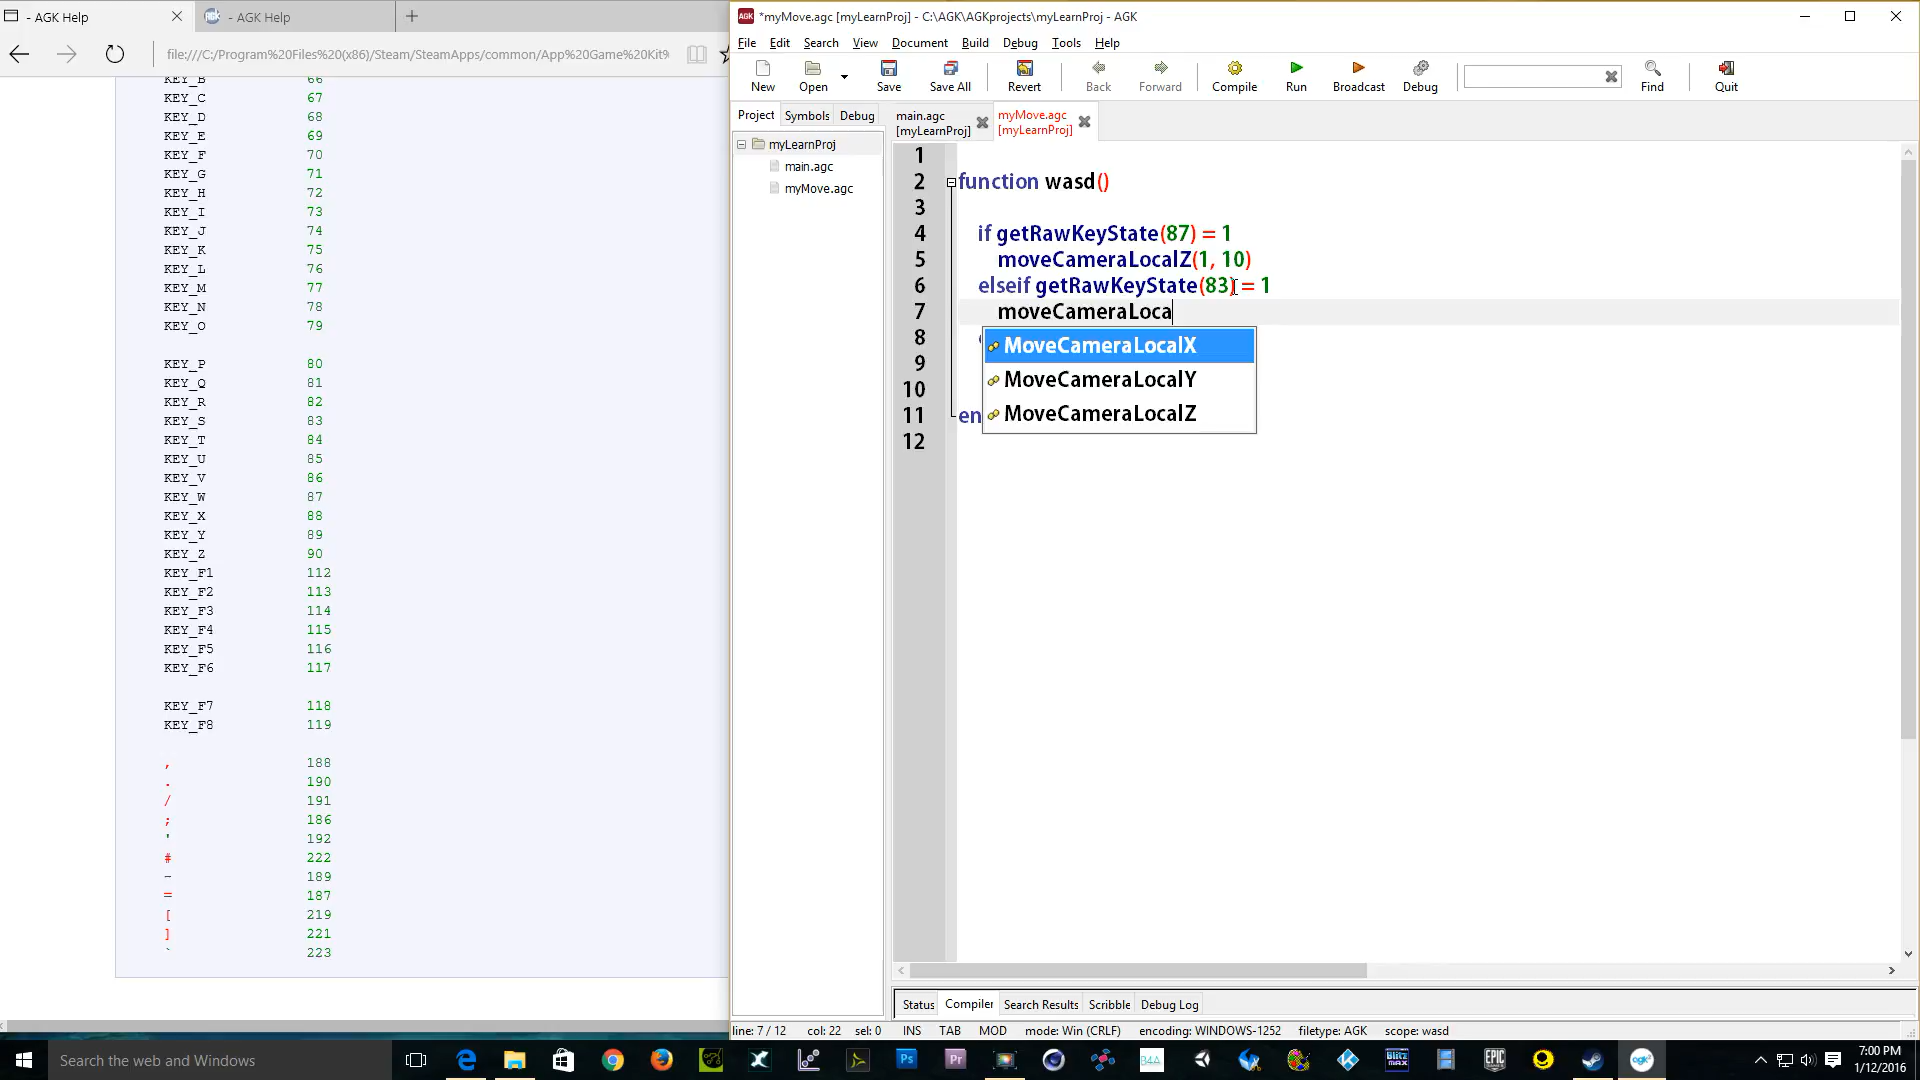 - AGK Help
- AGK Help
file:///C:/Program%20Files%20(x86)/Steam/SteamApps/common/App%20Game%20Kit%
KEY_B 66
KEY_C 67
KEY_D 68
KEY_E 69
KEY_F 70
KEY_G 71
KEY_H 72
KEY_I 73
KEY_J 74
KEY_K 75
KEY_L 76
KEY_M 77
KEY_N 78
KEY_O 79
KEY_P 80
KEY_Q 81
KEY_R 82
KEY_S 83
KEY_T 84
KEY_U 85
KEY_V 86
KEY_W 87
KEY_X 88
KEY_Y 89
KEY_Z 90
KEY_F1 112
KEY_F2 113
KEY_F3 114
KEY_F4 115
KEY_F5 116
KEY_F6 117
KEY_F7 118
KEY_F8 119
, 188
. 190
/ 191
; 186
' 192
# 222
- 189
= 187
[ 219
] 221
` 223
AGK *myMove.agc [myLearnProj] - C:\AGK\AGKprojects\myLearnProj - AGK
File Edit Search View Document Build Debug Tools Help
New Open Save Save All Revert Back Forward Compile Run Broadcast Debug Find Quit
Project Symbols Debug
myLearnProj
main.agc
myMove.agc
main.agc
[myLearnProj]
myMove.agc
[myLearnProj]
1
2 function wasd()
3
4 if getRawKeyState(87) = 1
5 moveCameraLocalZ(1, 10)
6 elseif getRawKeyState(83) = 1
7 moveCameraLoca
8
9
10
11 en
12
MoveCameraLocalX
MoveCameraLocalY
MoveCameraLocalZ
Status Compiler Search Results Scribble Debug Log
line: 7 / 12 col: 22 sel: 0 INS TAB MOD mode: Win (CRLF) encoding: WINDOWS-1252 filetype: AGK scope: wasd
Search the web and Windows
Ps
Pr
B4A
Blitz MAX
EPIC GAMES
agk2
7:00 PM
1/12/2016